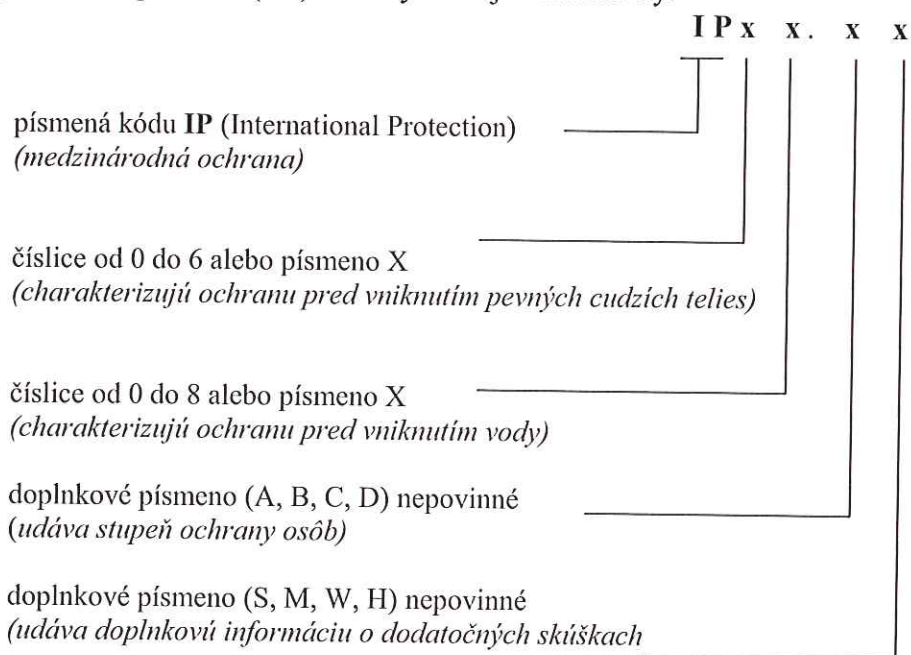 I P x x . x x
písmená kódu IP (International Protection)
(medzinárodná ochrana)
číslice od 0 do 6 alebo písmeno X
(charakterizujú ochranu pred vniknutím pevných cudzích telies)
číslice od 0 do 8 alebo písmeno X
(charakterizujú ochranu pred vniknutím vody)
doplnkové písmeno (A, B, C, D) nepovinné
(udáva stupeň ochrany osôb)
doplnkové písmeno (S, M, W, H) nepovinné
(udáva doplnkovú informáciu o dodatočných skúškach